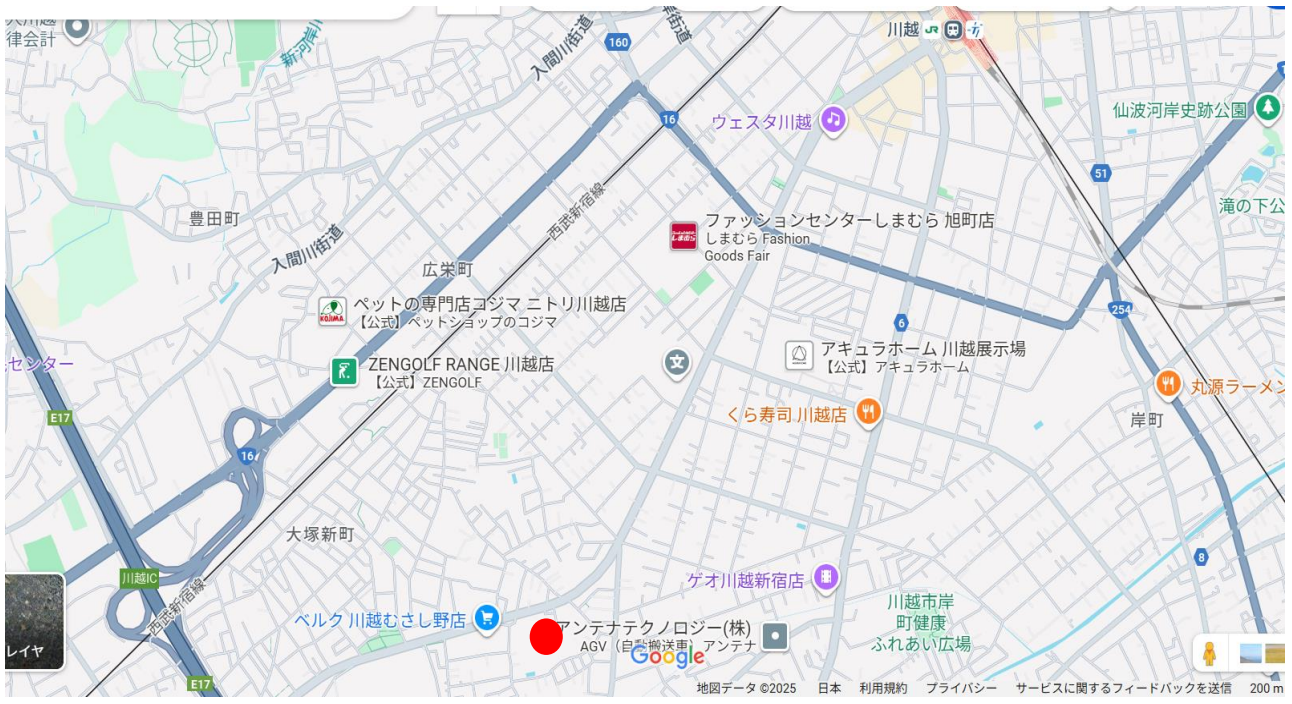 律会計
新河岸川
入間川街道
160
川越
JR
仙波河岸史跡公園
16
ウェスタ川越
51
豊田町
西武新宿線
滝の下公
入間川街道
広栄町
ファッションセンターしまむら 旭町店
しまむら Fashion
Goods Fair
ペットの専門店コジマ ニトリ川越店
【公式】ペットショップのコジマ
254
6
センター
ZENGOLF RANGE 川越店
【公式】ZENGOLF
文
アキュラホーム 川越展示場
【公式】アキュラホーム
丸源ラーメン
E17
くら寿司 川越店
岸町
16
大塚新町
8
川越IC
西武新宿線
ゲオ川越新宿店
ベルク 川越むさし野店
アンテナテクノロジー(株)
AGV（自動搬送車）アンテナ
川越市岸
町健康
ふれあい広場
レイヤ
Google
E17
地図データ ©2025 日本 利用規約 プライバシー サービスに関するフィードバックを送信 200 m